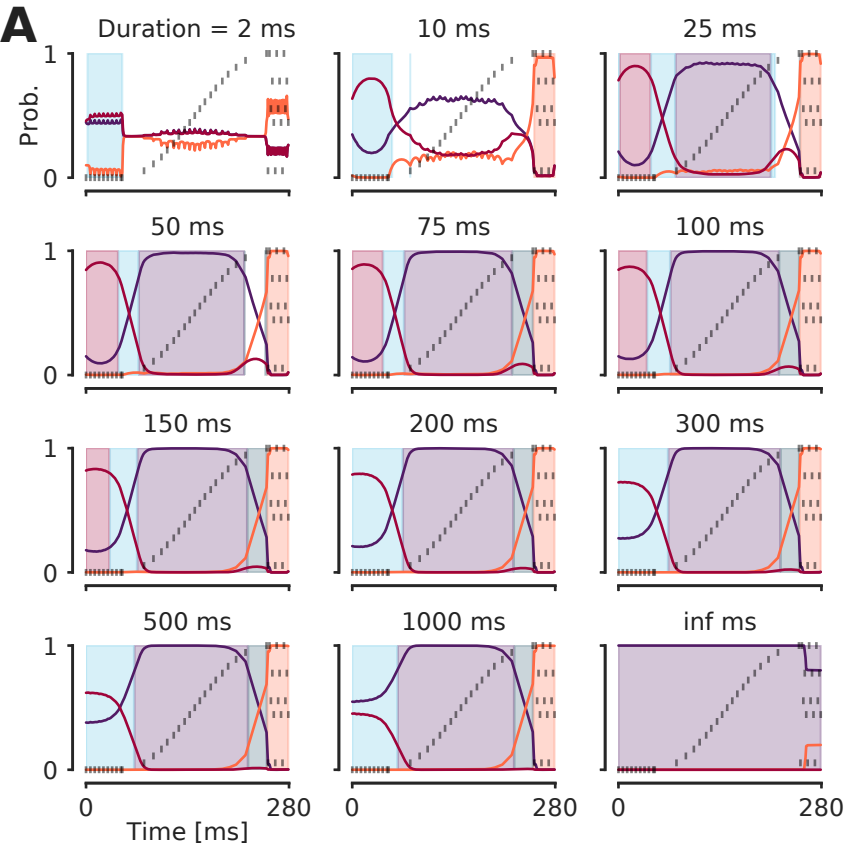 A
Duration = 2 ms 10 ms 25 ms
1
Prob.
0
50 ms 75 ms 100 ms
1
0
150 ms 200 ms 300 ms
1
0
500 ms 1000 ms inf ms
1
0
0 280 0 280 0 280
Time [ms]